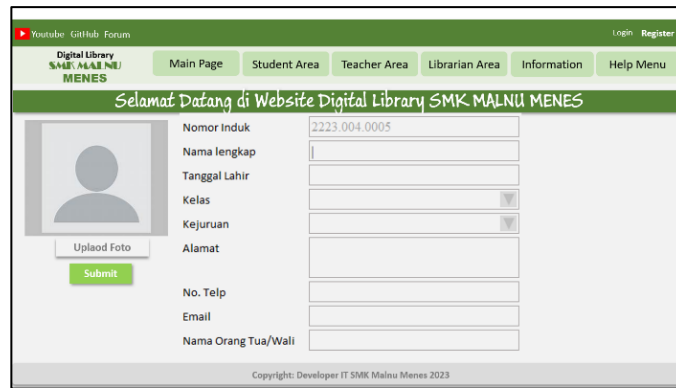 Youtube GitHub Forum Login Register
Digital Library
SMK MALNU
MENES
Main Page Student Area Teacher Area Librarian Area Information Help Menu
Selamat Datang di Website Digital Library SMK MALNU MENES
Nomor Induk 2223.004.0005
Nama lengkap
Tanggal Lahir
Kelas
Kejuruan
Uplaod Foto Alamat
Submit
No. Telp
Email
Nama Orang Tua/Wali
Copyright: Developer IT SMK Malnu Menes 2023